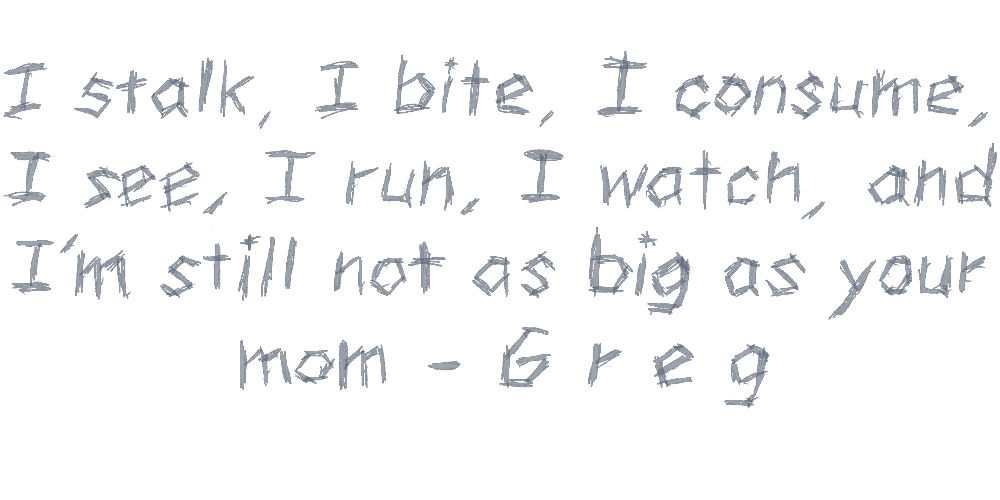 I stalk, I bite, I consume,
I see, I run, I watch, and
I'm still not as big as your
mom - G r e g